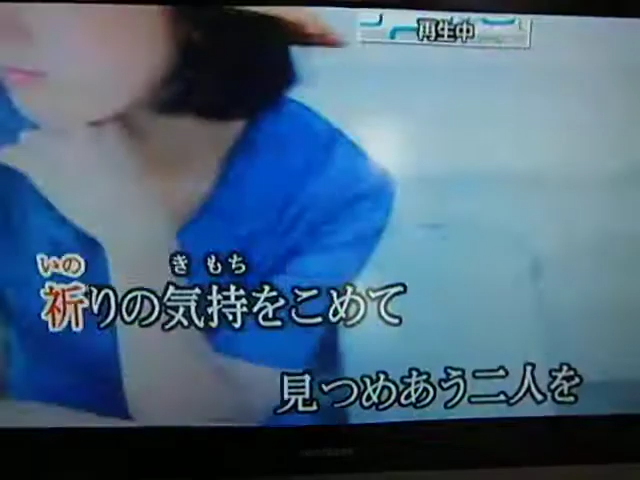 再生中
いの きもち
祈りの気持をこめて
見つめあう二人を